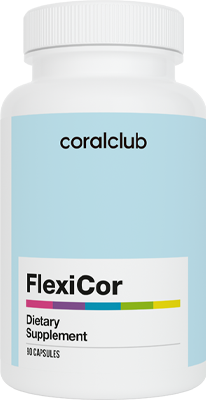 coralclub
FlexiCor
Dietary
Supplement
90 CAPSULES